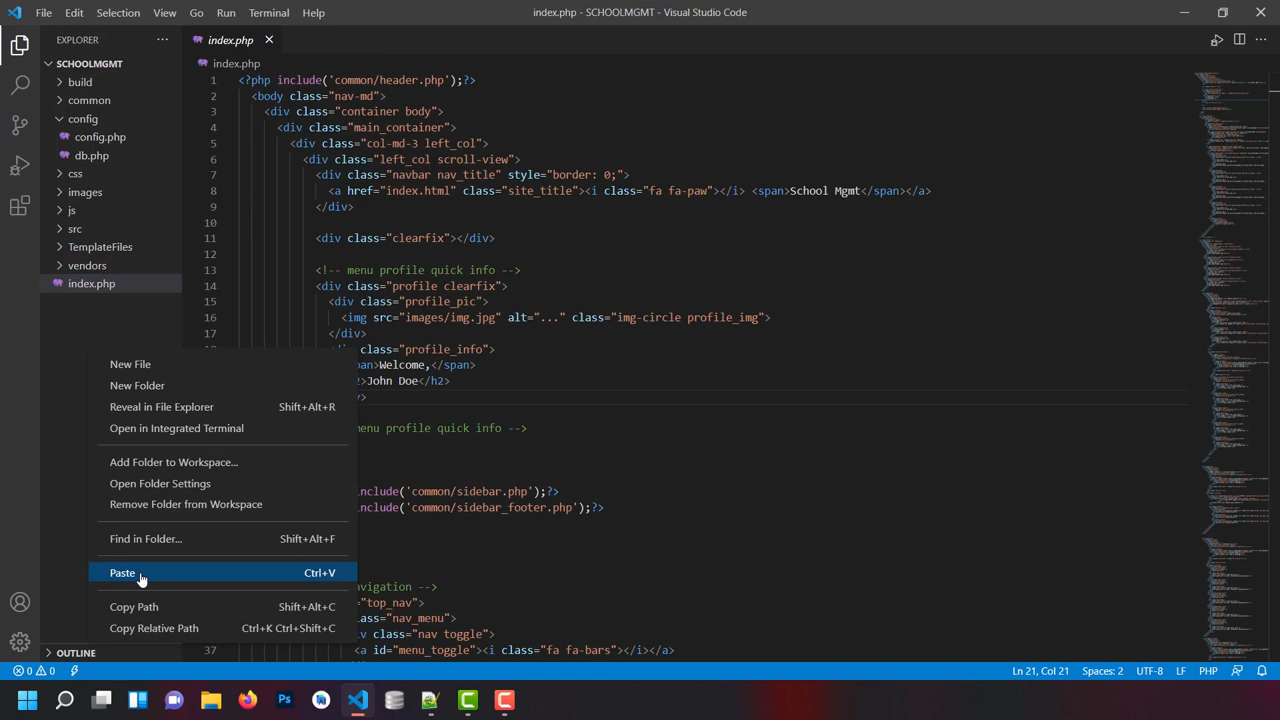 File Edit Selection View Go Run Terminal Help
index.php - SCHOOLMGMT - Visual Studio Code
EXPLORER
SCHOOLMGMT
build
common
config
config.php
db.php
css
images
js
src
TemplateFiles
vendors
index.php
index.php
index.php
1 <?php include('common/header.php');?>
2 <body class="nav-md">
3 <div class="container body">
4 <div class="main_container">
5 <div class="col-md-3 left_col">
6 <div class="left_col scroll-view">
7 <div class="navbar nav_title" style="border: 0;">
8 <a href="index.html" class="site_title"><i class="fa fa-paw"></i> <span>School Mgmt</span></a>
9 </div>
10
11 <div class="clearfix"></div>
12
13 <!-- menu profile quick info -->
14 <div class="profile clearfix">
15 <div class="profile_pic">
16 <img src="images/img.jpg" alt="..." class="img-circle profile_img">
17 </div>
class="profile_info">
pan>Welcome,</span>
>John Doe</h2>
>
menu profile quick info -->
include('common/sidebar.php');?>
include('common/sidebar_footer.php');?>
navigation -->
"top_nav">
class="nav_menu">
class="nav toggle">
37 <a id="menu_toggle"><i class="fa fa-bars"></i></a>
New File
New Folder
Reveal in File Explorer Shift+Alt+R
Open in Integrated Terminal
Add Folder to Workspace...
Open Folder Settings
Remove Folder from Workspace
Find in Folder... Shift+Alt+F
Paste Ctrl+V
Copy Path Shift+Alt+C
Copy Relative Path Ctrl+K Ctrl+Shift+C
OUTLINE
0 0
Ln 21, Col 21 Spaces: 2 UTF-8 LF PHP
Ps